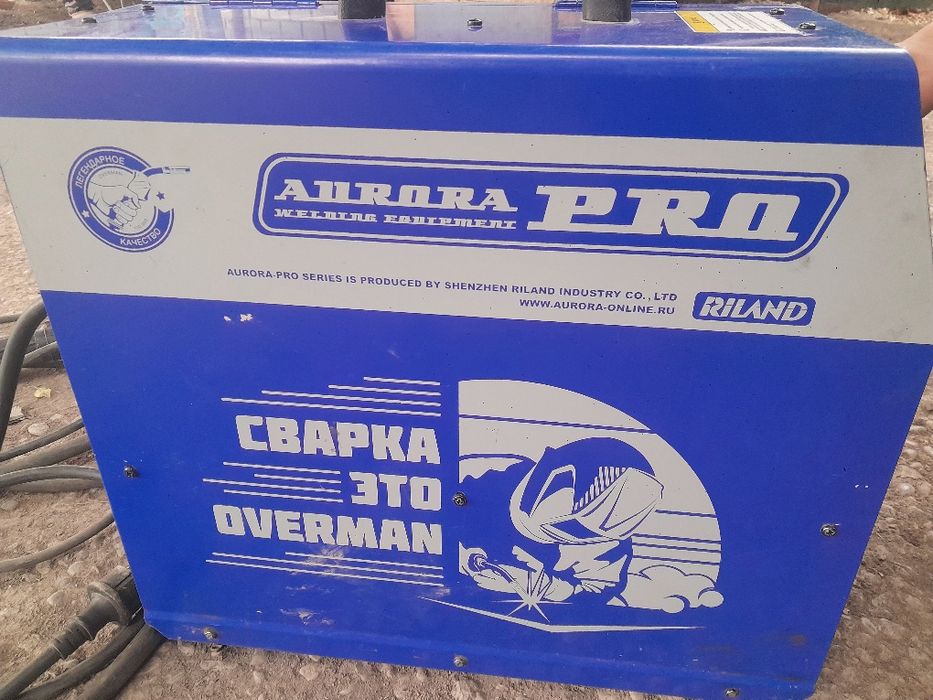 ЛЕГЕНДАРНОЕ
OVERMAN
КАЧЕСТВО
AURORA PRO
WELDING EQUIPMENT
AURORA-PRO SERIES IS PRODUCED BY SHENZHEN RILAND INDUSTRY CO., LTD
WWW.AURORA-ONLINE.RU
RILAND
СВАРКА
ЭТО
OVERMAN